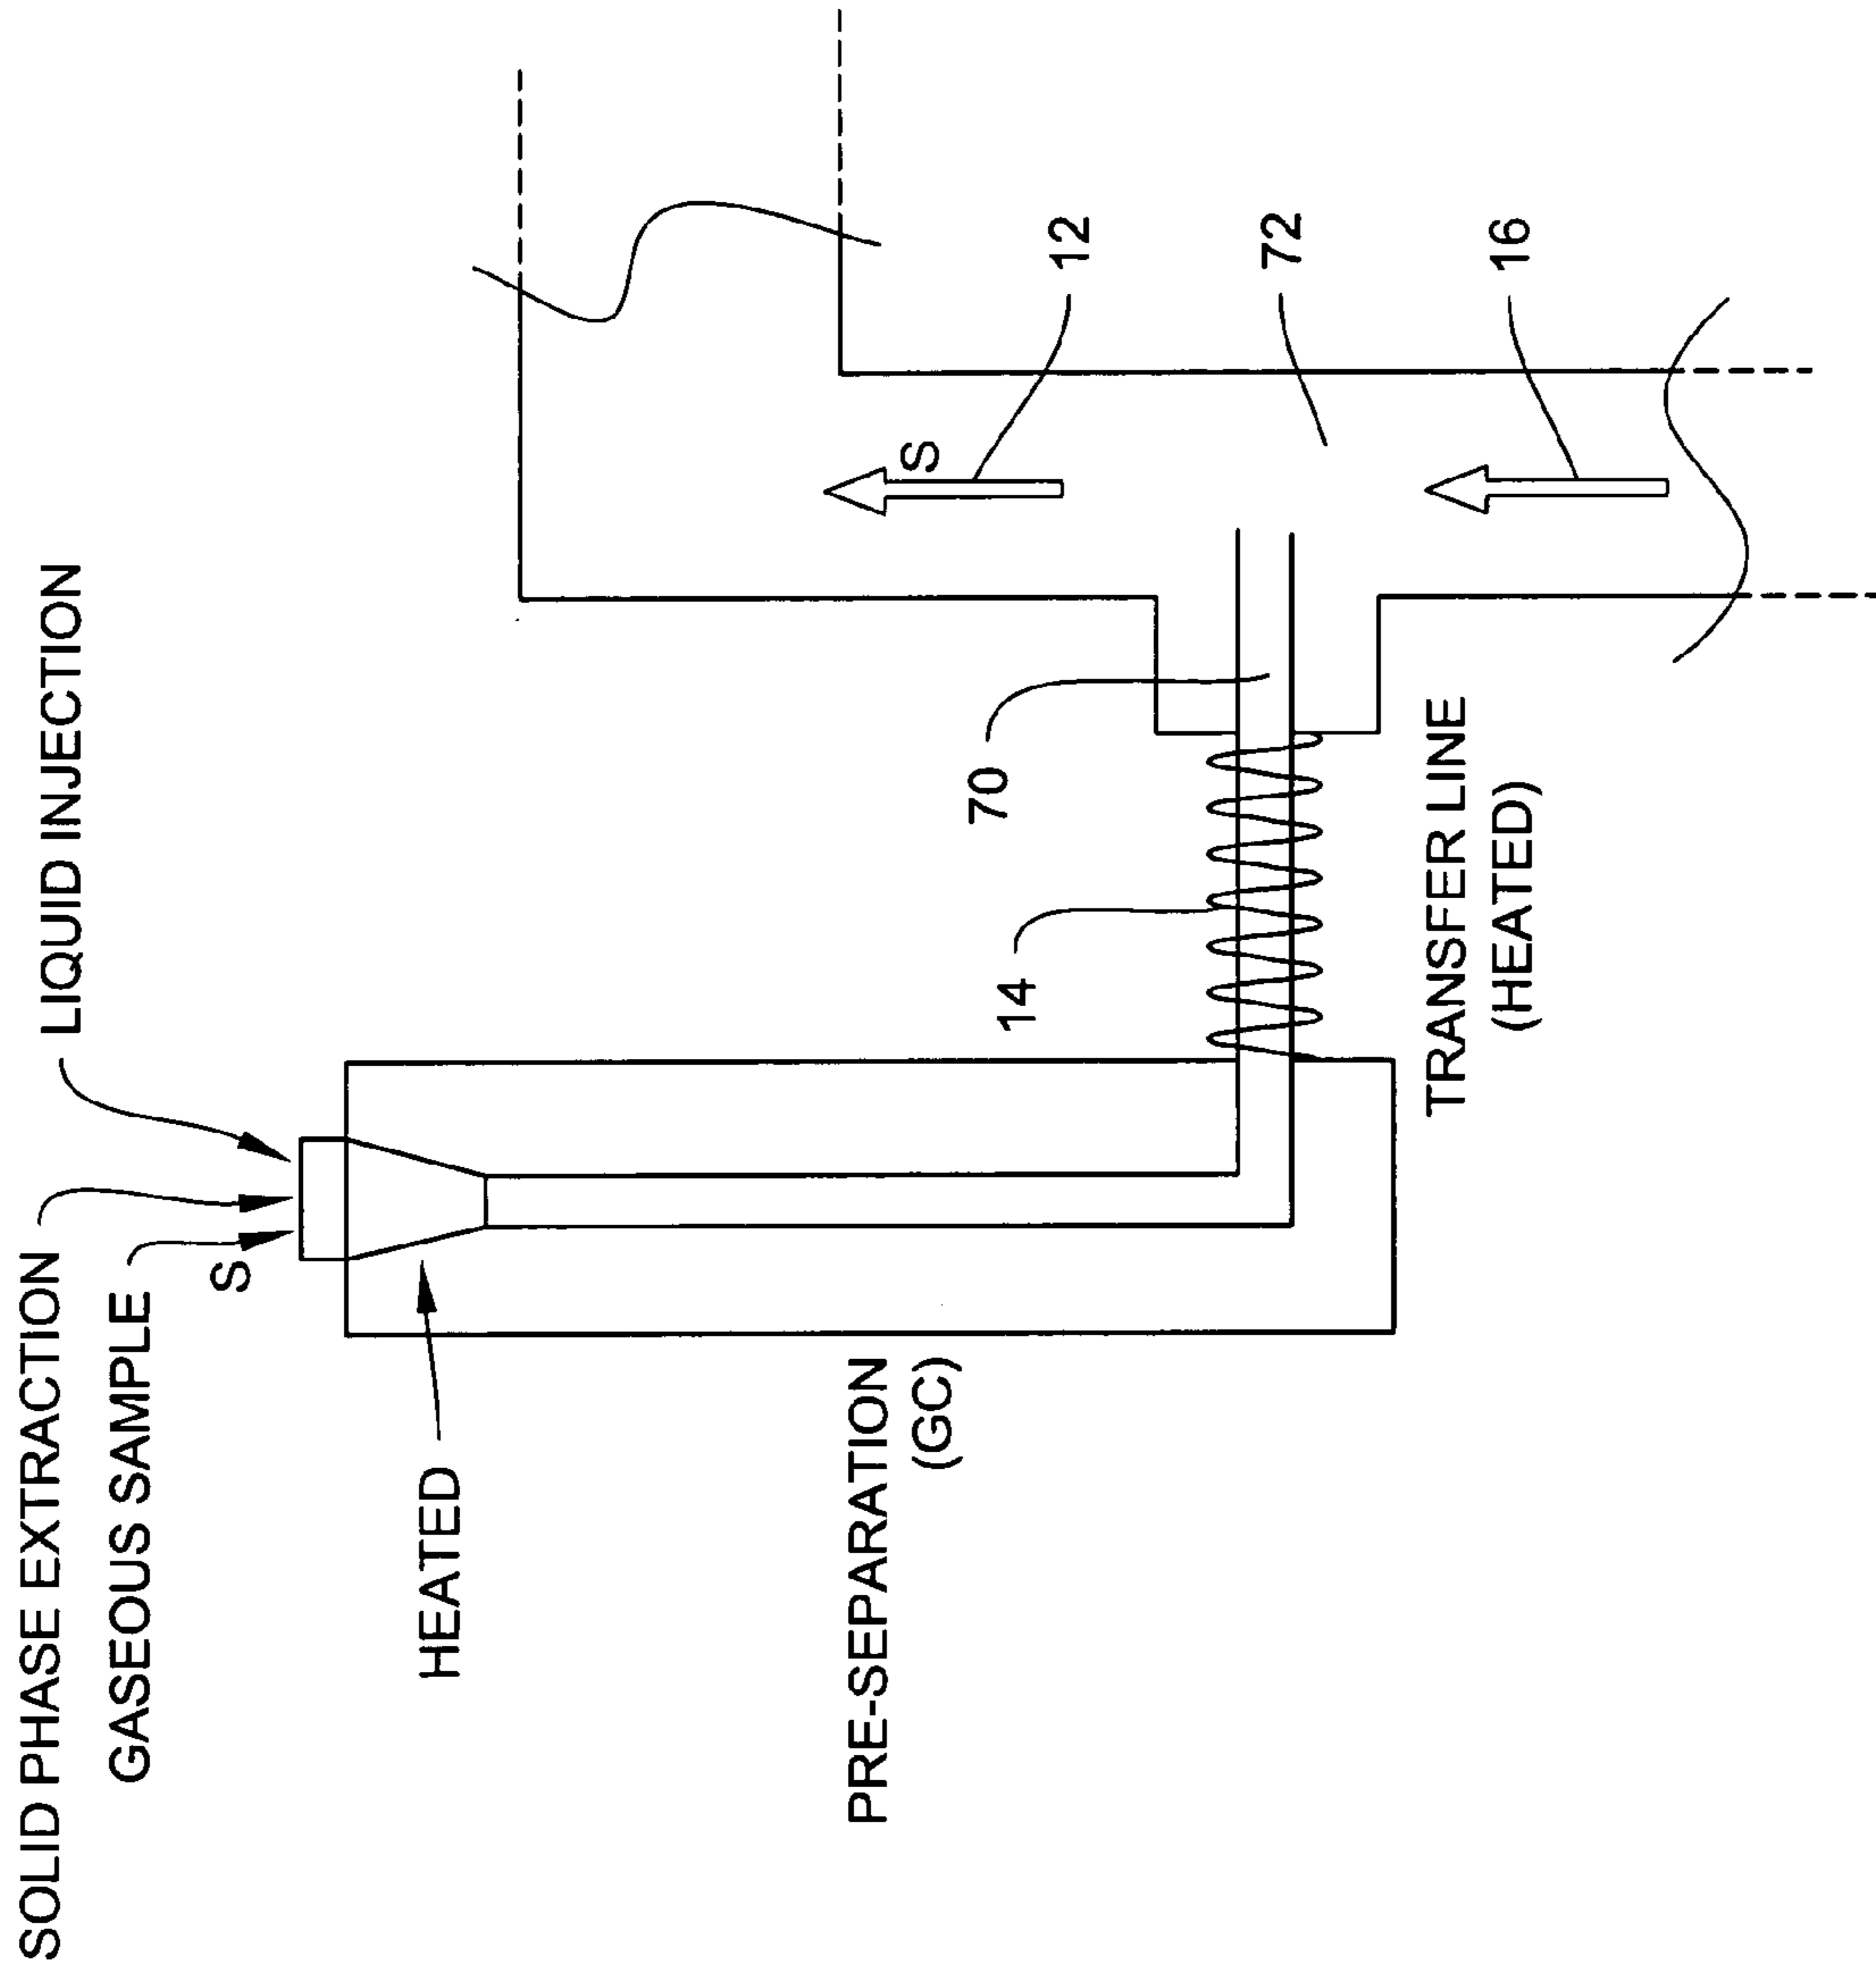 SOLID PHASE EXTRACTION
GASEOUS SAMPLE
S
LIQUID INJECTION
HEATED
PRE-SEPARATION
(GC)
14
70
TRANSFER LINE
(HEATED)
S
12
72
16